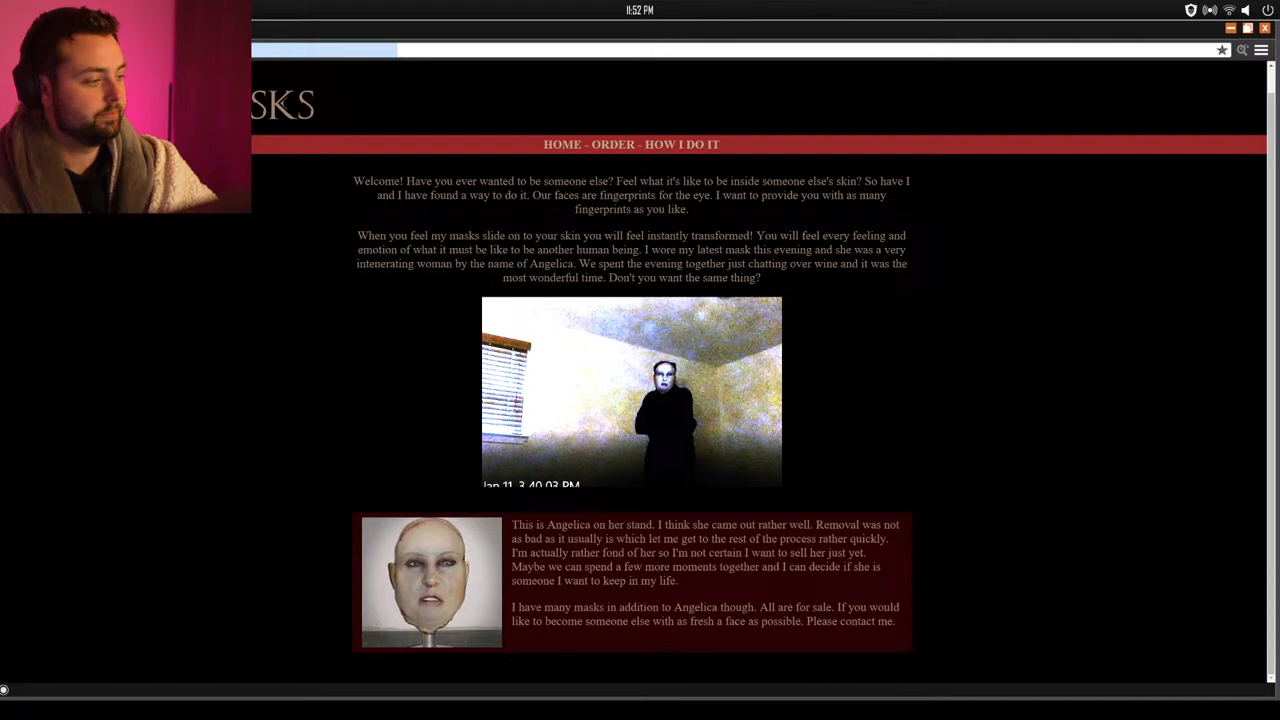 11:52 PM
SKS
HOME - ORDER - HOW I DO IT
Welcome! Have you ever wanted to be someone else? Feel what it's like to be inside someone else's skin? So have I
and I have found a way to do it. Our faces are fingerprints for the eye. I want to provide you with as many
fingerprints as you like.
When you feel my masks slide on to your skin you will feel instantly transformed! You will feel every feeling and
emotion of what it must be like to be another human being. I wore my latest mask this evening and she was a very
intenerating woman by the name of Angelica. We spent the evening together just chatting over wine and it was the
most wonderful time. Don't you want the same thing?
Jan 11, 3.40.03 PM
This is Angelica on her stand. I think she came out rather well. Removal was not
as bad as it usually is which let me get to the rest of the process rather quickly.
I'm actually rather fond of her so I'm not certain I want to sell her just yet.
Maybe we can spend a few more moments together and I can decide if she is
someone I want to keep in my life.
I have many masks in addition to Angelica though. All are for sale. If you would
like to become someone else with as fresh a face as possible. Please contact me.